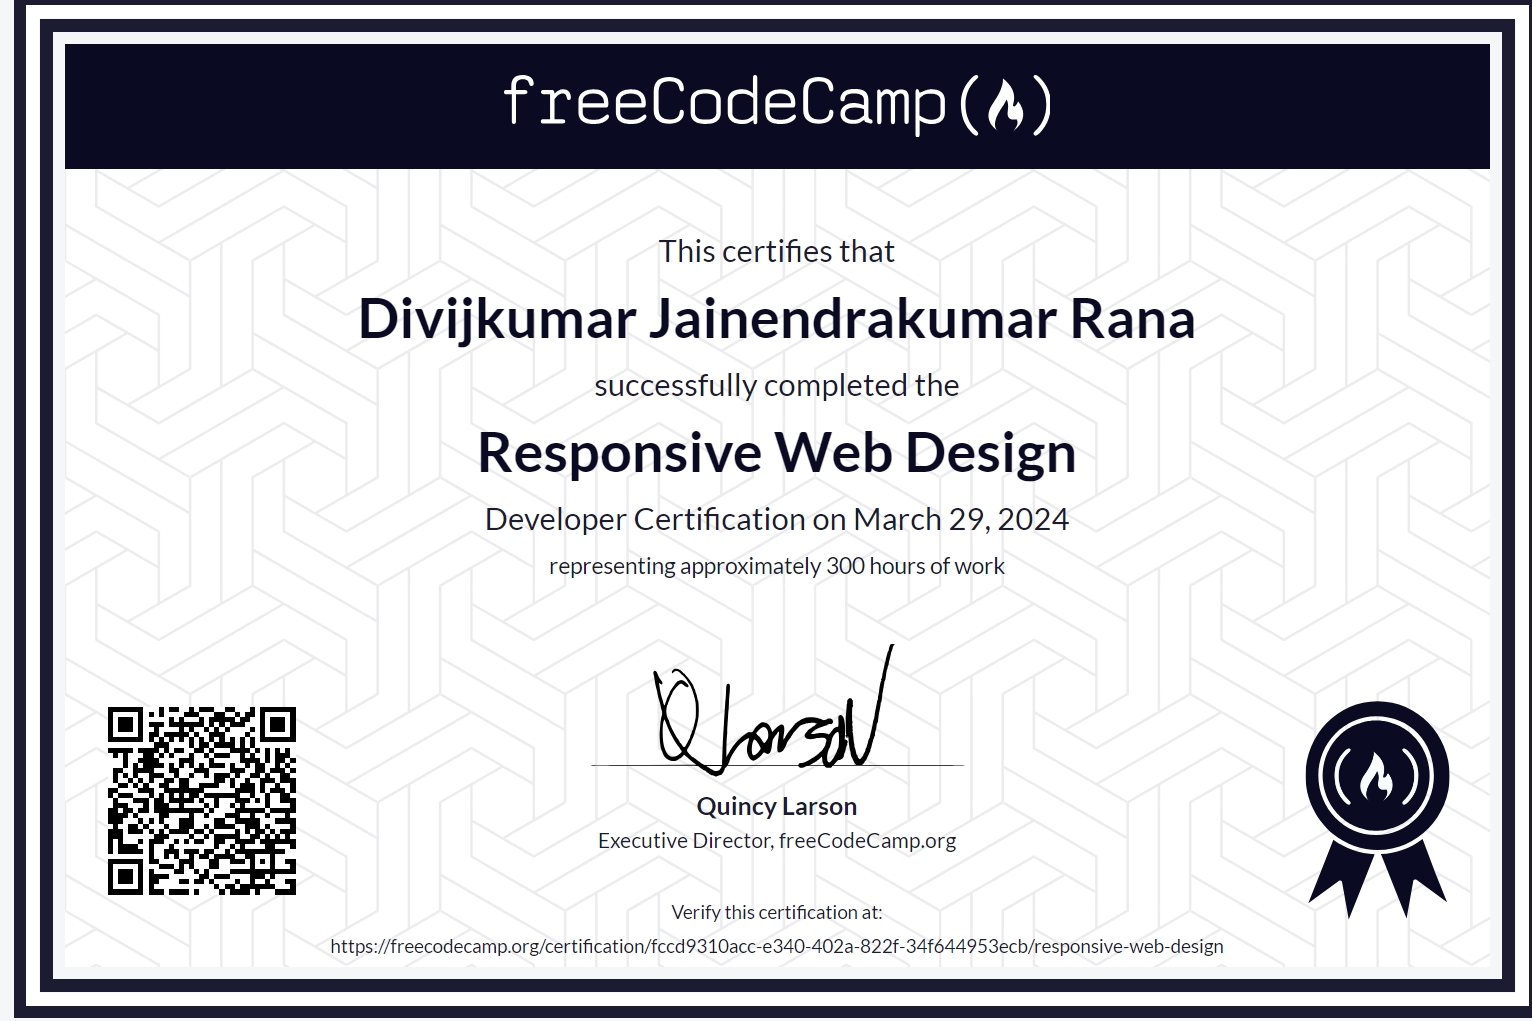 freeCodeCamp
This certifies that
Divijkumar Jainendrakumar Rana
successfully completed the
Responsive Web Design
Developer Certification on March 29, 2024
representing approximately 300 hours of work
Q Larson
Quincy Larson
Executive Director, freeCodeCamp.org
Verify this certification at:
https://freecodecamp.org/certification/fccd9310acc-e340-402a-822f-34f644953ecb/responsive-web-design